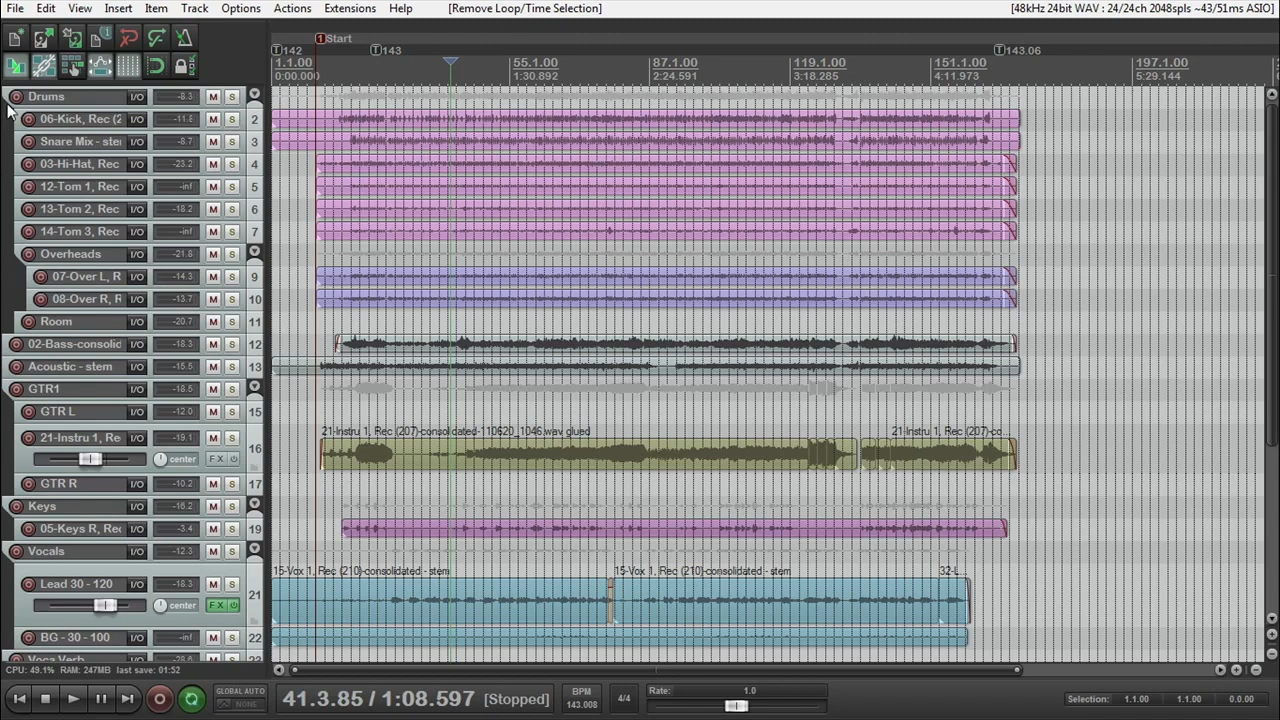 File Edit View Insert Item Track Options Actions Extensions Help [Remove Loop/Time Selection] [48kHz 24bit WAV : 24/24ch 2048spls ~43/51ms ASIO]
1 Start
142 143 143.06
1.1.00 55.1.00 87.1.00 119.1.00 151.1.00 197.1.00
0:00.000 1:30.892 2:24.591 3:18.285 4:11.973 5:29.144
Drums I/O -8.3 M S
06-Kick, Rec (2 I/O -11.8 M S 2
Snare Mix - ste I/O -8.7 M S 3
03-Hi-Hat, Rec I/O -23.2 M S 4
12-Tom 1, Rec I/O -inf M S 5
13-Tom 2, Rec I/O -18.2 M S 6
14-Tom 3, Rec I/O -inf M S 7
Overheads I/O -21.8 M S
07-Over L, R I/O -14.3 M S 9
08-Over R, R I/O -13.7 M S 10
Room I/O -20.7 M S 11
02-Bass-consolid I/O -18.3 M S 12
Acoustic - stem I/O -15.5 M S 13
GTR1 I/O -18.5 M S
GTR L I/O -12.0 M S 15
21-Instru 1, Rec (207)-consolidated-110620_1046.wav glued 21-Instru 1, Rec (207)-co...
21-Instru 1, Re I/O -19.1 M S 16
center FX
GTR R I/O -10.2 M S 17
Keys I/O -16.2 M S
05-Keys R, Rec I/O -3.4 M S 19
Vocals I/O -12.3 M S
15-Vox 1, Rec (210)-consolidated - stem 15-Vox 1, Rec (210)-consolidated - stem 32-L...
Lead 30 - 120 I/O -18.3 M S 21
center FX
BG - 30 - 100 I/O -inf M S 22
CPU: 49.1% RAM: 247MB last save: 01:52
GLOBAL AUTO
NONE
41.3.85 / 1:08.597 [Stopped]
BPM
143.008
4/4
Rate: 1.0
Selection: 1.1.00 1.1.00 0.0.00